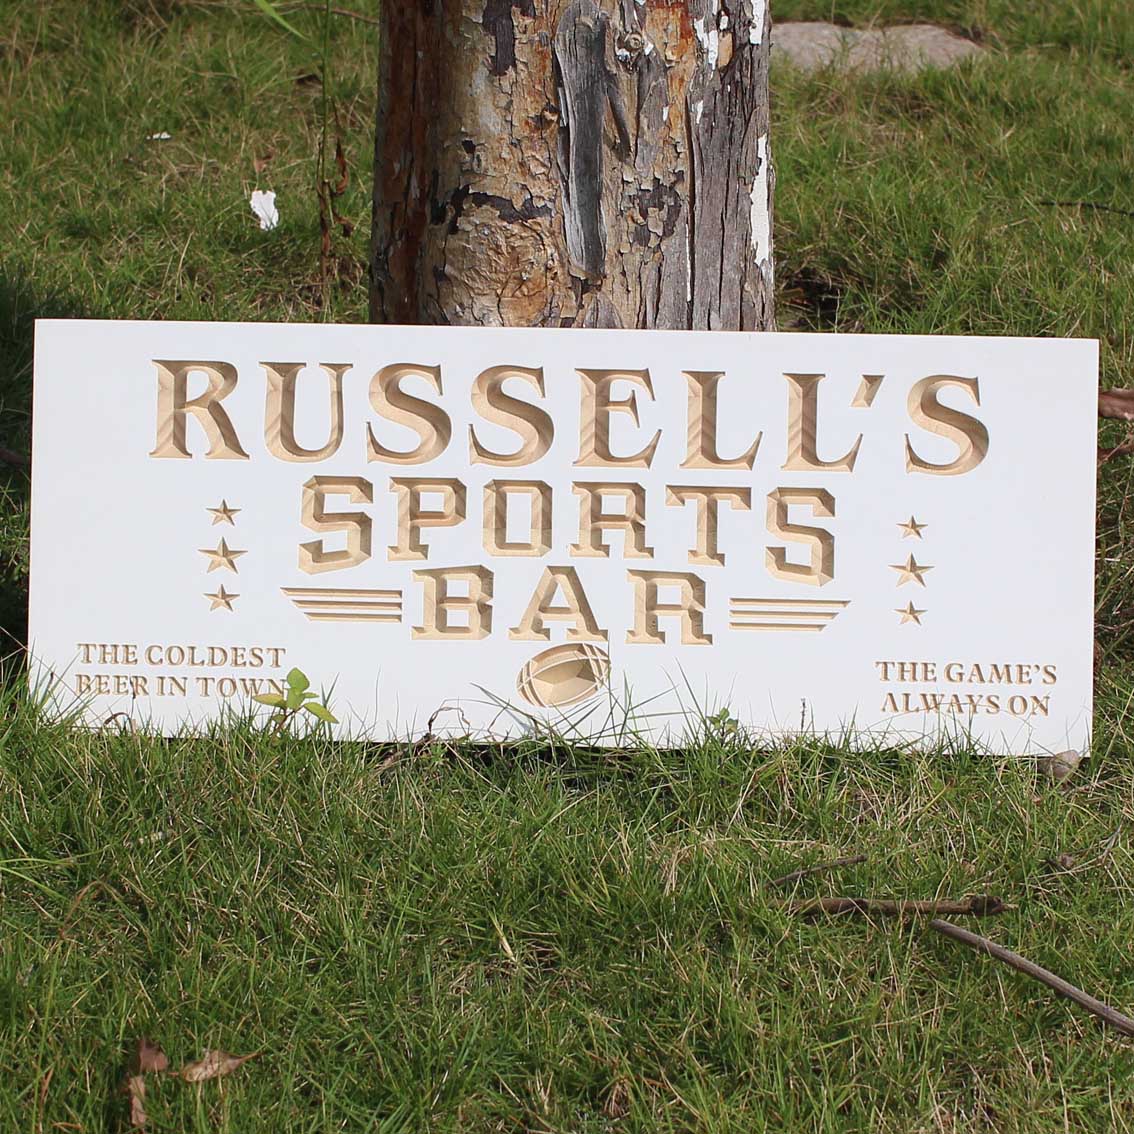 RUSSELL'S
SPORTS
BAR
THE COLDEST
BEER IN TOWN
THE GAME'S
ALWAYS ON